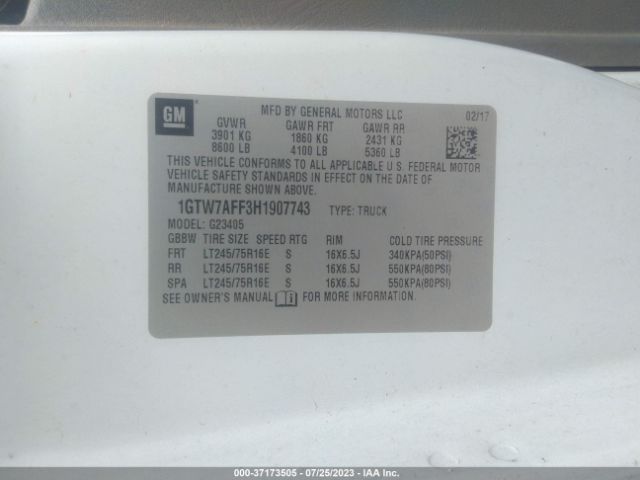 GM
MFD BY GENERAL MOTORS LLC
02/17
GVWR GAWR FRT GAWR RR
3901 KG 1860 KG 2431 KG
8600 LB 4100 LB 5360 LB
THIS VEHICLE CONFORMS TO ALL APPLICABLE U.S. FEDERAL MOTOR
VEHICLE SAFETY STANDARDS IN EFFECT ON THE DATE OF
MANUFACTURE SHOWN ABOVE.
1GTW7AFF3H1907743 TYPE: TRUCK
MODEL: G23405
GBBW TIRE SIZE SPEED RTG RIM COLD TIRE PRESSURE
FRT LT245/75R16E S 16X6.5J 340KPA(50PSI)
RR LT245/75R16E S 16X6.5J 550KPA(80PSI)
SPA LT245/75R16E S 16X6.5J 550KPA(80PSI)
SEE OWNER'S MANUAL FOR MORE INFORMATION.
000-37173505 - 07/25/2023 - IAA Inc.